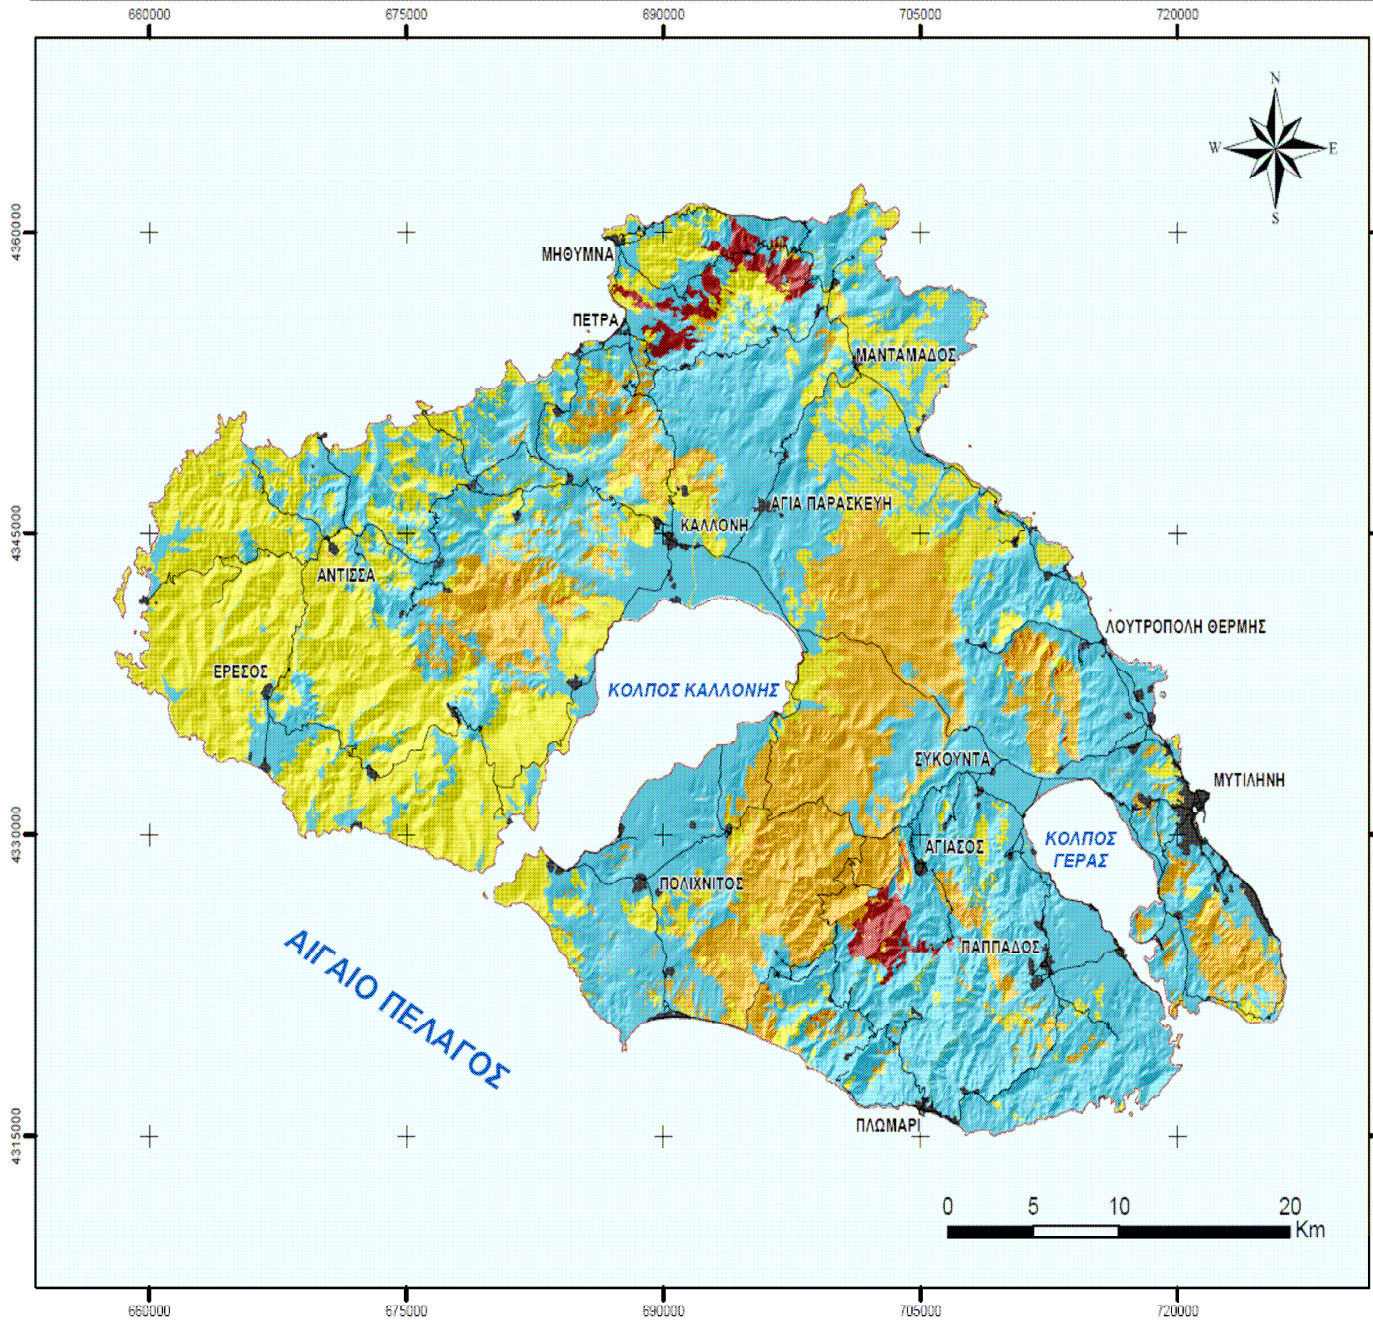 660000 675000 690000 705000 720000
N
W E
S
4360000
ΜΗΘΥΜΝΑ
ΠΕΤΡΑ
ΜΑΝΤΑΜΑΔΟΣ
ΑΓΙΑ ΠΑΡΑΣΚΕΥΗ
ΚΑΛΛΟΝΗ
4345000
ΑΝΤΙΣΣΑ
ΛΟΥΤΡΟΠΟΛΗ ΘΕΡΜΗΣ
ΕΡΕΣΟΣ
ΚΟΛΠΟΣ ΚΑΛΛΟΝΗΣ
ΣΥΚΟΥΝΤΑ
ΜΥΤΙΛΗΝΗ
4330000
ΚΟΛΠΟΣ
ΓΕΡΑΣ
ΑΓΙΑΣΟΣ
ΠΟΛΙΧΝΙΤΟΣ
ΠΑΠΠΑΔΟΣ
ΑΙΓΑΙΟ ΠΕΛΑΓΟΣ
ΠΛΩΜΑΡΙ
4315000
0 5 10 20
Km
660000 675000 690000 705000 720000